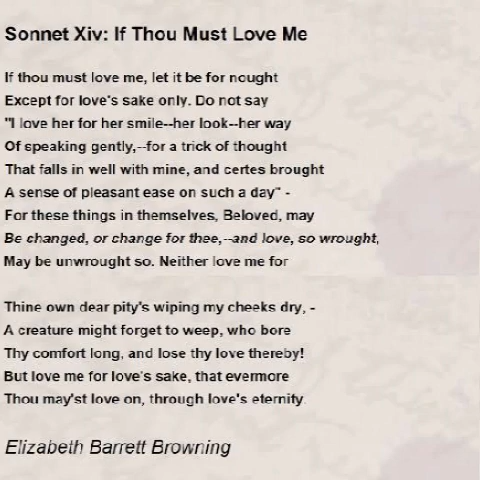 Sonnet Xiv: If Thou Must Love Me
If thou must love me, let it be for nought
Except for love's sake only. Do not say
"I love her for her smile--her look--her way
Of speaking gently,--for a trick of thought
That falls in well with mine, and certes brought
A sense of pleasant ease on such a day" -
For these things in themselves, Beloved, may
Be changed, or change for thee,--and love, so wrought,
May be unwrought so. Neither love me for
Thine own dear pity's wiping my cheeks dry, -
A creature might forget to weep, who bore
Thy comfort long, and lose thy love thereby!
But love me for love's sake, that evermore
Thou may'st love on, through love's eternity.
Elizabeth Barrett Browning